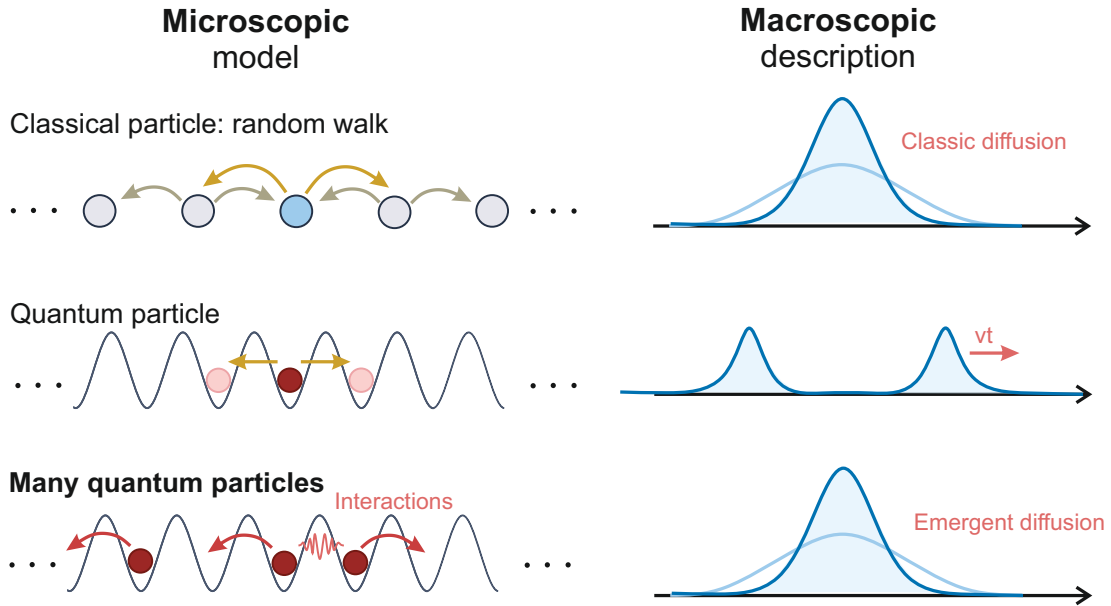 Microscopic
model
Macroscopic
description
Classical particle: random walk
Classic diffusion
. . .
. . .
Quantum particle
vt
. . .
. . .
Many quantum particles
Interactions
Emergent diffusion
. . .
. . .